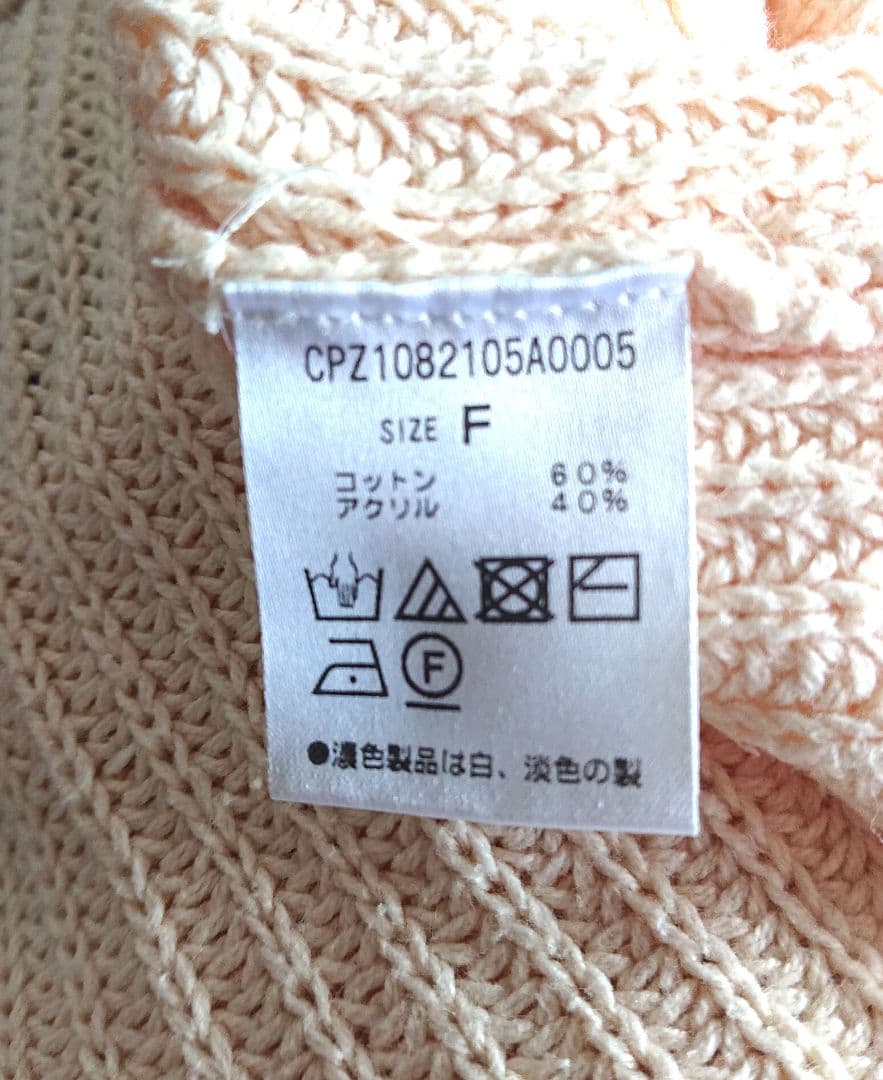 CPZ1082105A0005
SIZE F
コットン 60%
アクリル 40%
F
●濃色製品は白、淡色の製